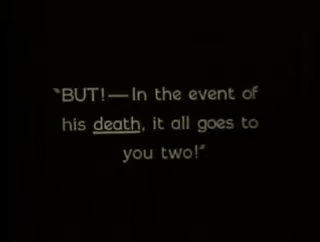 "BUT!—In the event of
his death, it all goes to
you two!"